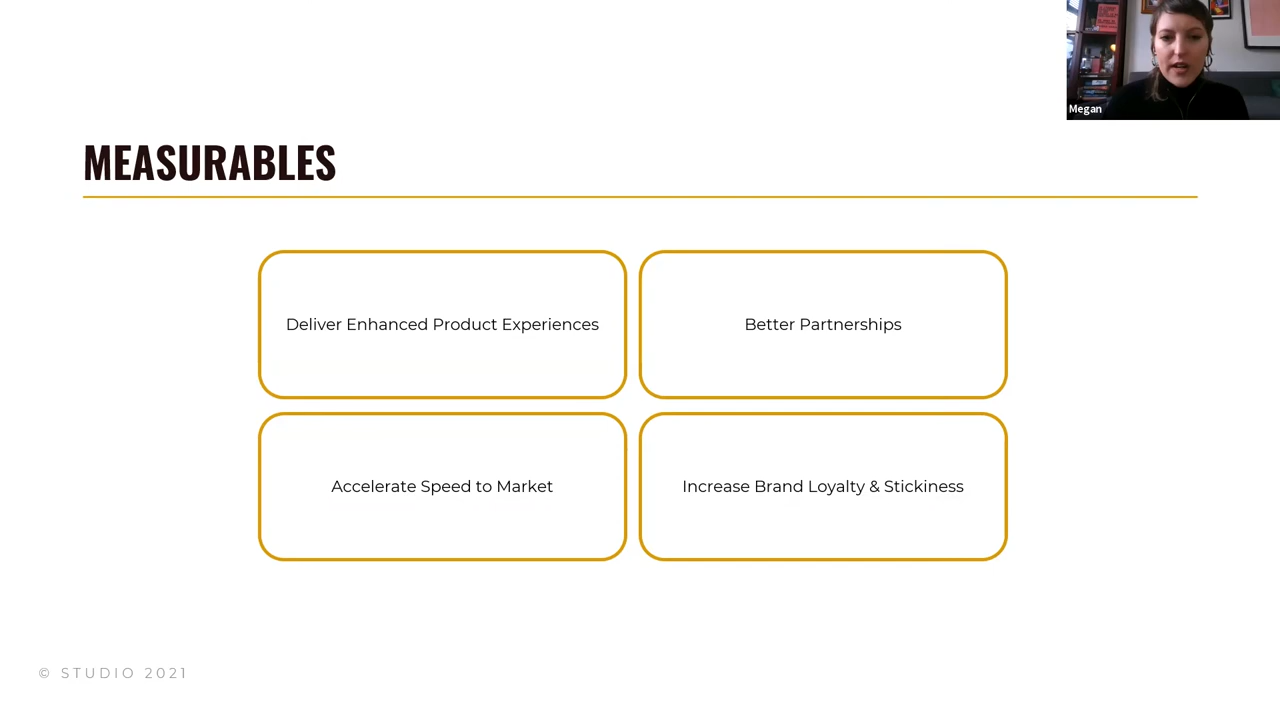 Megan
MEASURABLES
Deliver Enhanced Product Experiences
Better Partnerships
Accelerate Speed to Market
Increase Brand Loyalty & Stickiness
© STUDIO 2021